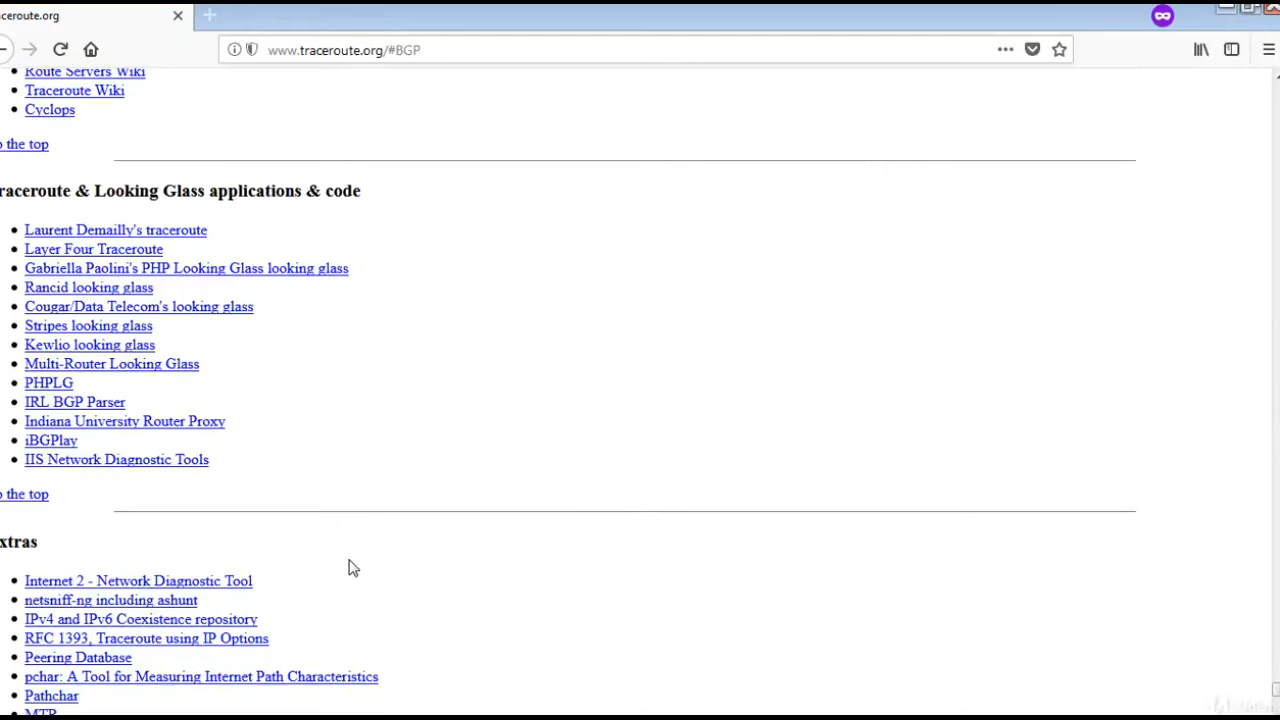 ceroute.org
www.traceroute.org/#BGP
Route Servers Wiki
Traceroute Wiki
Cyclops
o the top
raceroute & Looking Glass applications & code
Laurent Demailly's traceroute
Layer Four Traceroute
Gabriella Paolini's PHP Looking Glass looking glass
Rancid looking glass
Cougar/Data Telecom's looking glass
Stripes looking glass
Kewlio looking glass
Multi-Router Looking Glass
PHPLG
IRL BGP Parser
Indiana University Router Proxy
iBGPlay
IIS Network Diagnostic Tools
o the top
xtras
Internet 2 - Network Diagnostic Tool
netsniff-ng including ashunt
IPv4 and IPv6 Coexistence repository
RFC 1393, Traceroute using IP Options
Peering Database
pchar: A Tool for Measuring Internet Path Characteristics
Pathchar
MTR